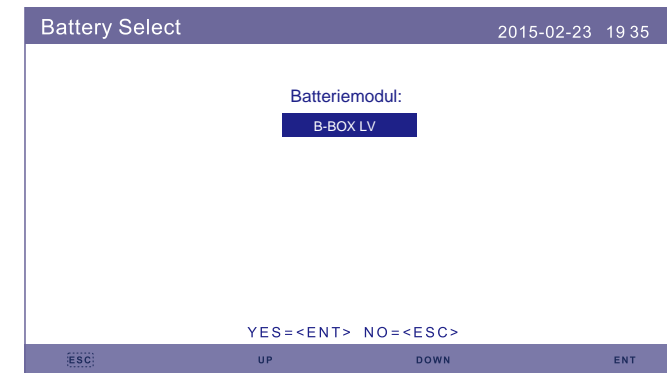 Battery Select 2015-02-23 19 35
Batteriemodul:
B-BOX LV
YES=<ENT> NO=<ESC>
ESC UP DOWN ENT